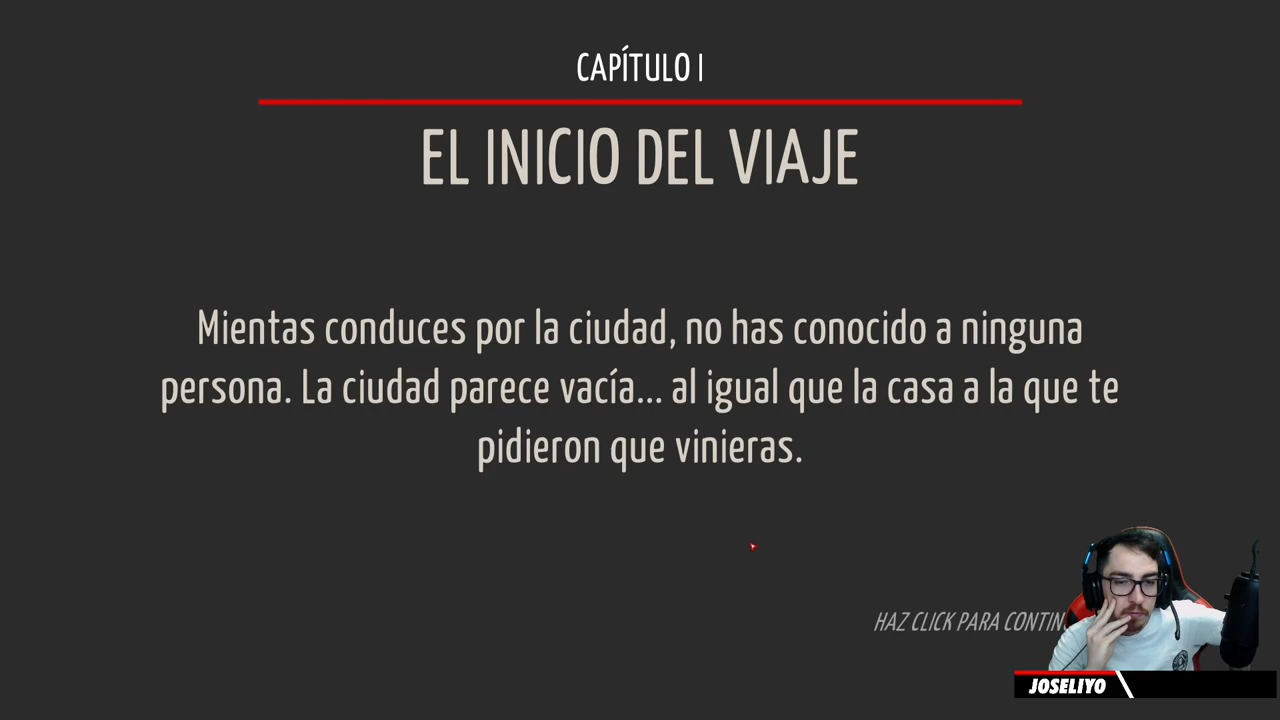 CAPÍTULO I
EL INICIO DEL VIAJE
Mientas conduces por la ciudad, no has conocido a ninguna
persona. La ciudad parece vacía... al igual que la casa a la que te
pidieron que vinieras.
HAZ CLICK PARA
JOSELIYO